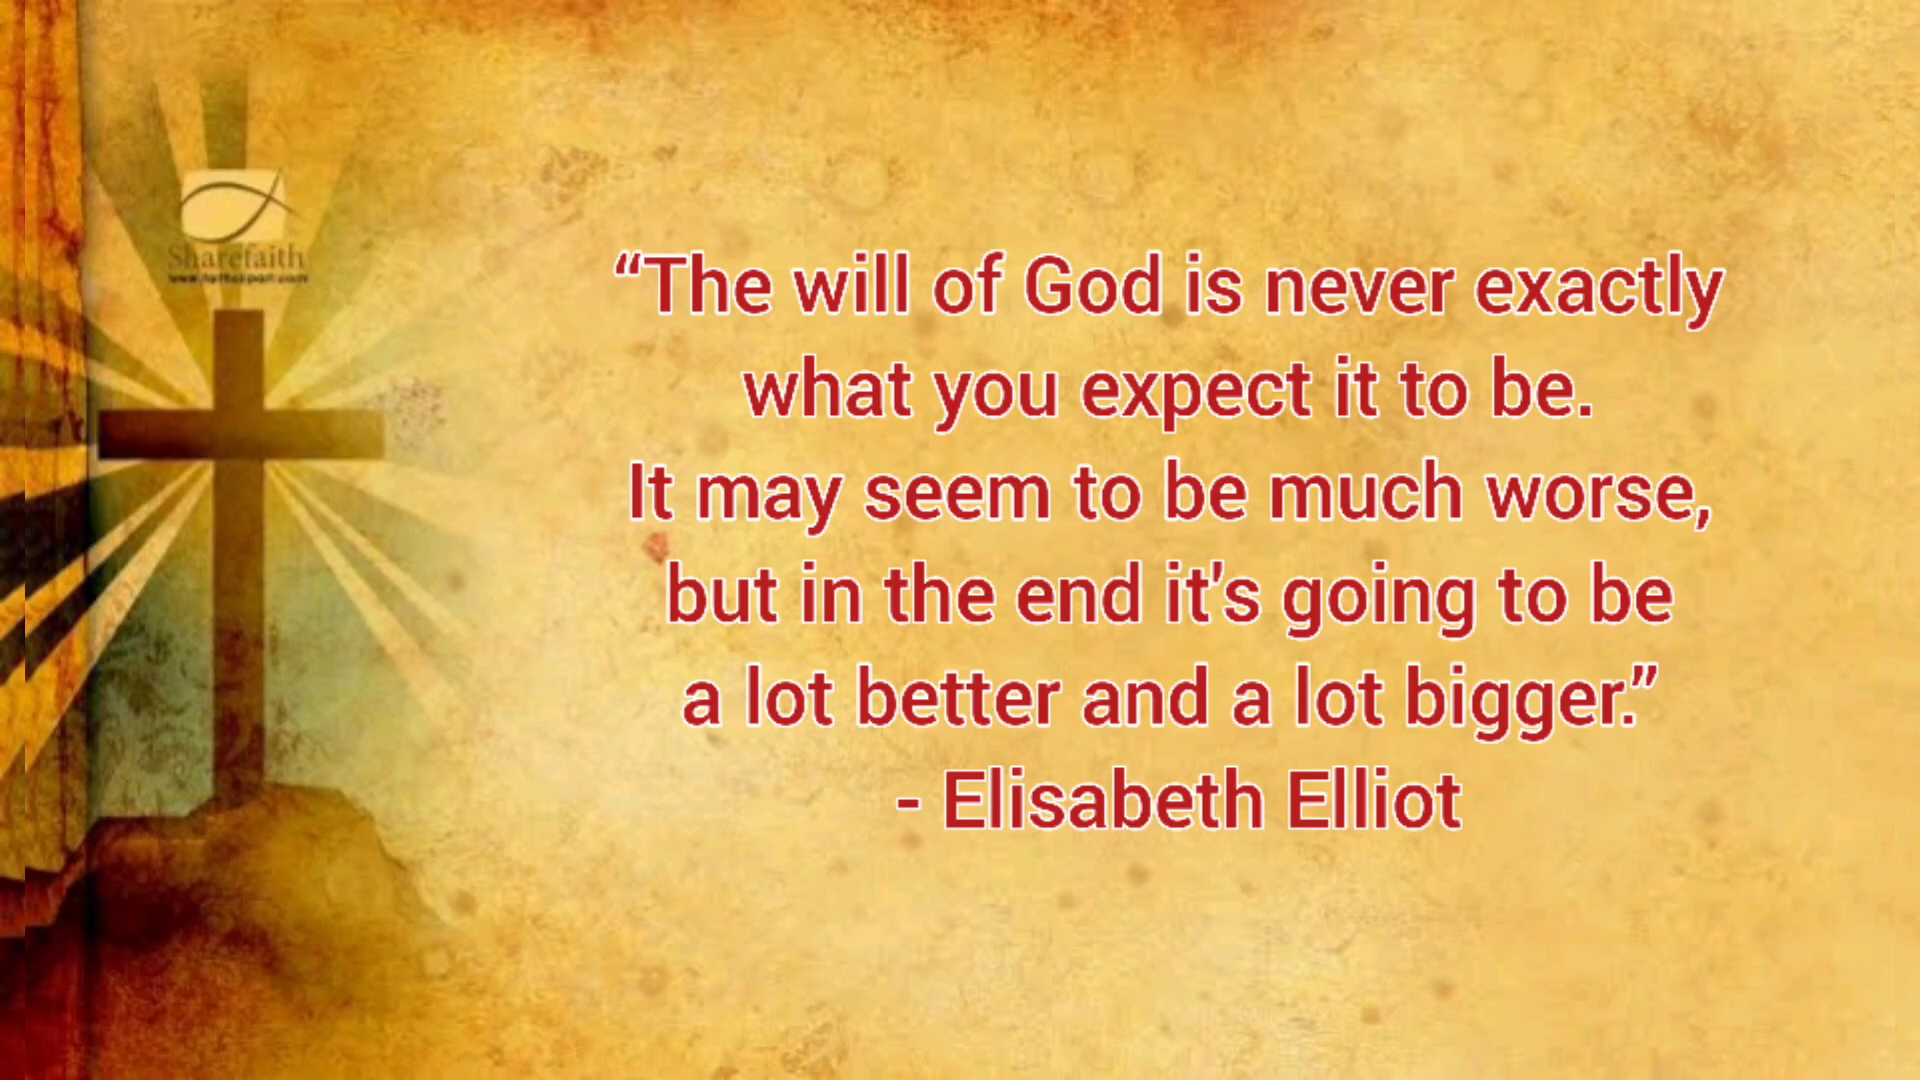 Sharefaith
“The will of God is never exactly
what you expect it to be.
It may seem to be much worse,
but in the end it's going to be
a lot better and a lot bigger.”
- Elisabeth Elliot